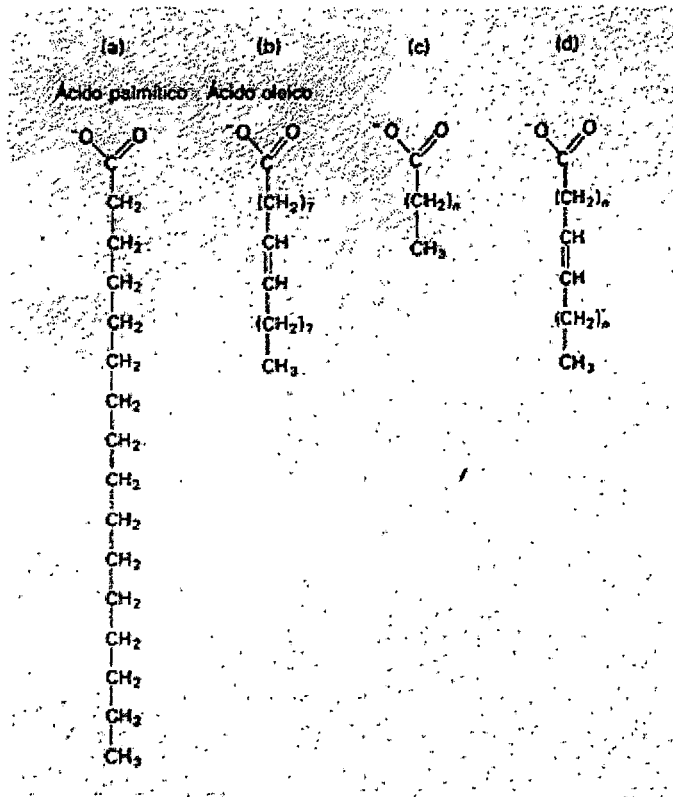 (a) (b) (c) (d)
Ácido palmítico Ácido oleico
⁻O O ⁻O O ⁻O O ⁻O O
C C C C
CH₂ (CH₂)₇ (CH₂)ₙ (CH₂)ₙ
CH₂ CH CH₃ CH
CH₂ CH CH
CH₂ (CH₂)₇ (CH₂)ₙ
CH₂ CH₃ CH₃
CH₂
CH₂
CH₂
CH₂
CH₂
CH₂
CH₂
CH₂
CH₂
CH₃